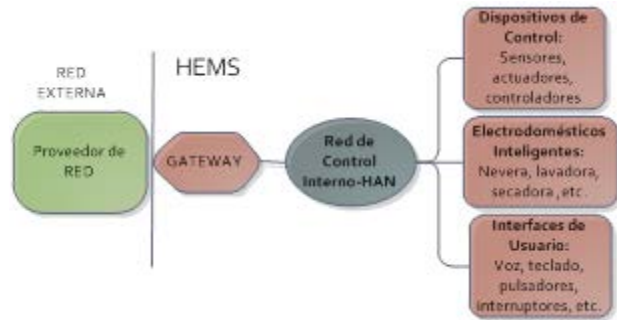 RED
EXTERNA
HEMS
Proveedor de
RED
GATEWAY
Red de
Control
Interno-HAN
Dispositivos de
Control:
Sensores,
actuadores,
controladores
Electrodomésticos
Inteligentes:
Nevera, lavadora,
secadora, etc.
Interfaces de
Usuario:
Voz, teclado,
pulsadores,
interruptores, etc.